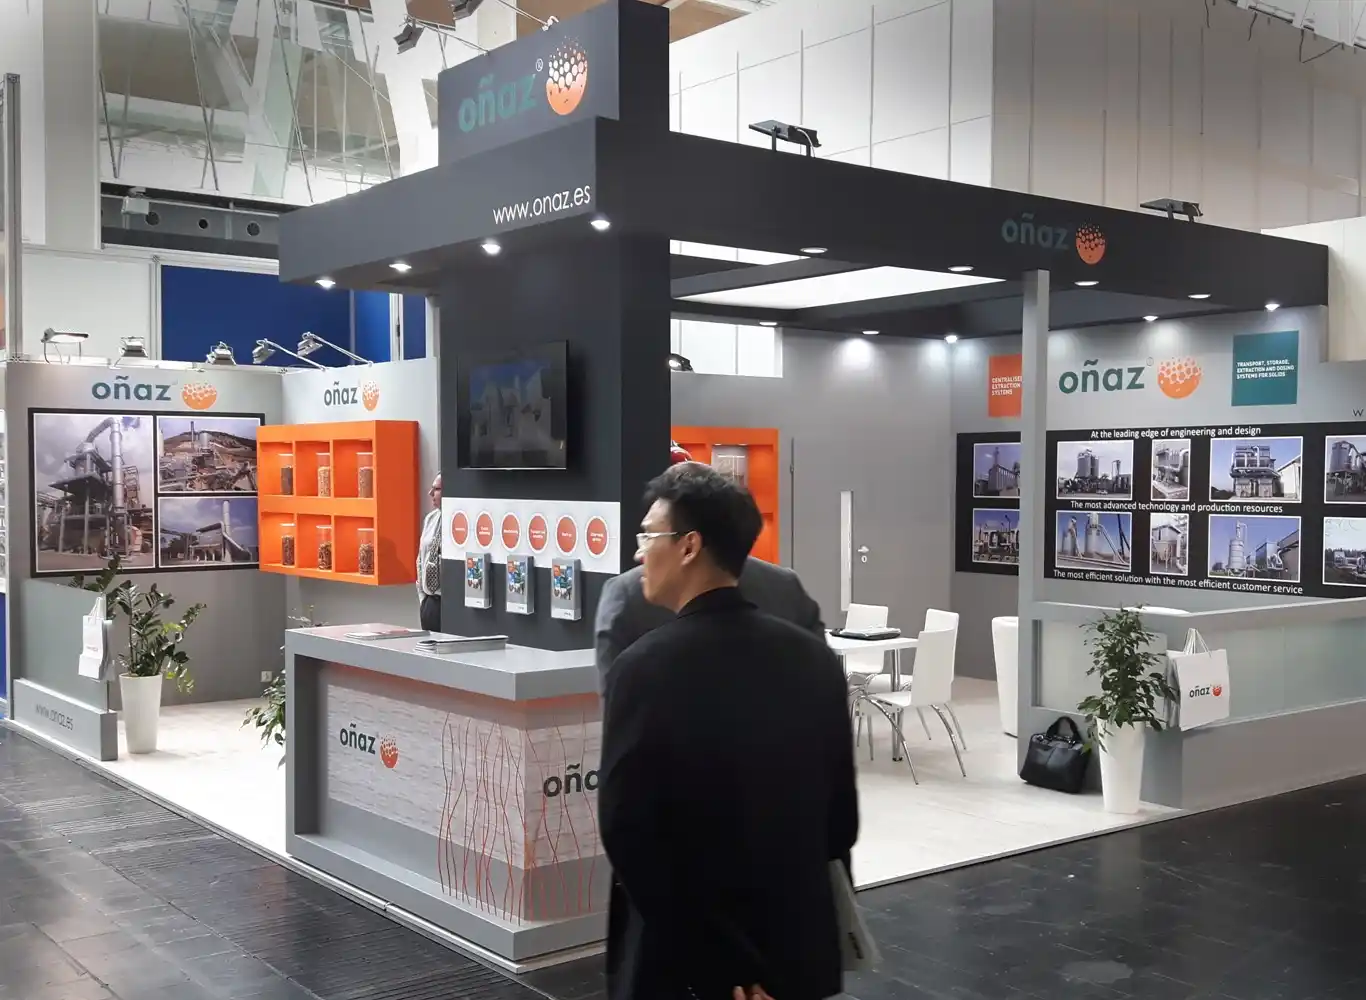 oñaz®
www.onaz.es
oñaz
oñaz
oñaz
CENTRALISED
EXTRACTION
SYSTEMS
oñaz
TRANSPORT, STORAGE,
EXTRACTION AND DOSING
SYSTEMS FOR SOLIDS
w
At the leading edge of engineering and design
The most advanced technology and production resources
The most efficient solution with the most efficient customer service
www.onaz.es
oñaz
oña
oñaz